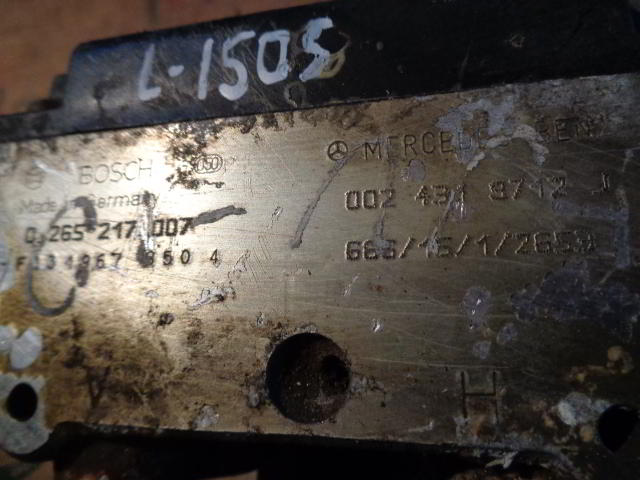 L-1505
BOSCH
Made in Germany
0 265 217 007
MERCEDES-BENZ
002 431 9712
H